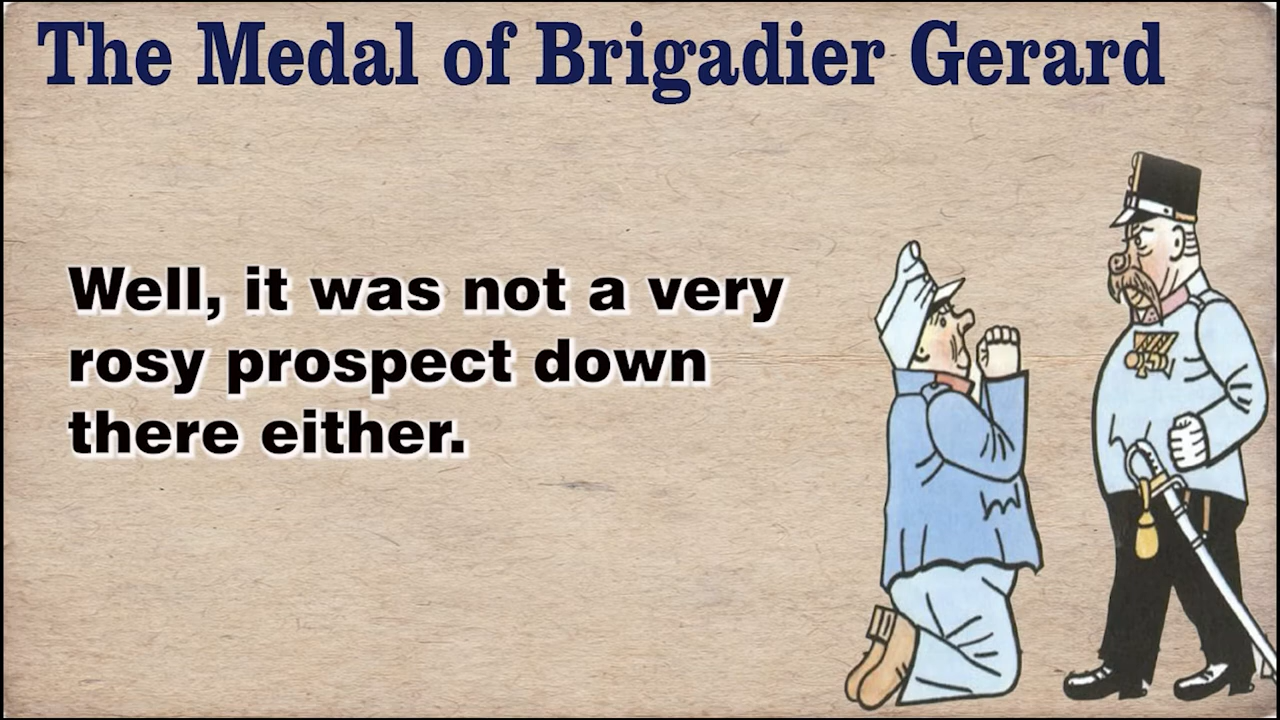 The Medal of Brigadier Gerard
Well, it was not a very
rosy prospect down
there either.